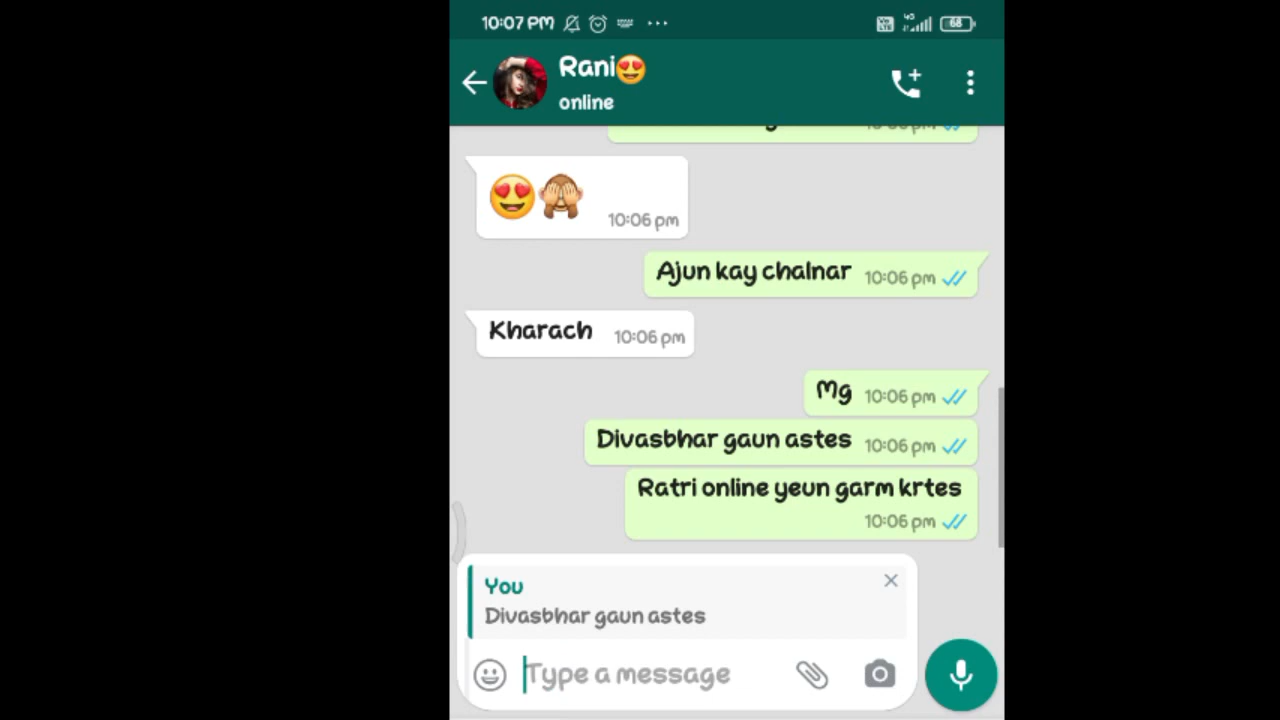 10:07 PM
68
Rani😍
online
😍🙈
10:06 pm
Ajun kay chalnar 10:06 pm
Kharach 10:06 pm
Mg 10:06 pm
Divasbhar gaun astes 10:06 pm
Ratri online yeun garm krtes
10:06 pm
You
Divasbhar gaun astes
Type a message